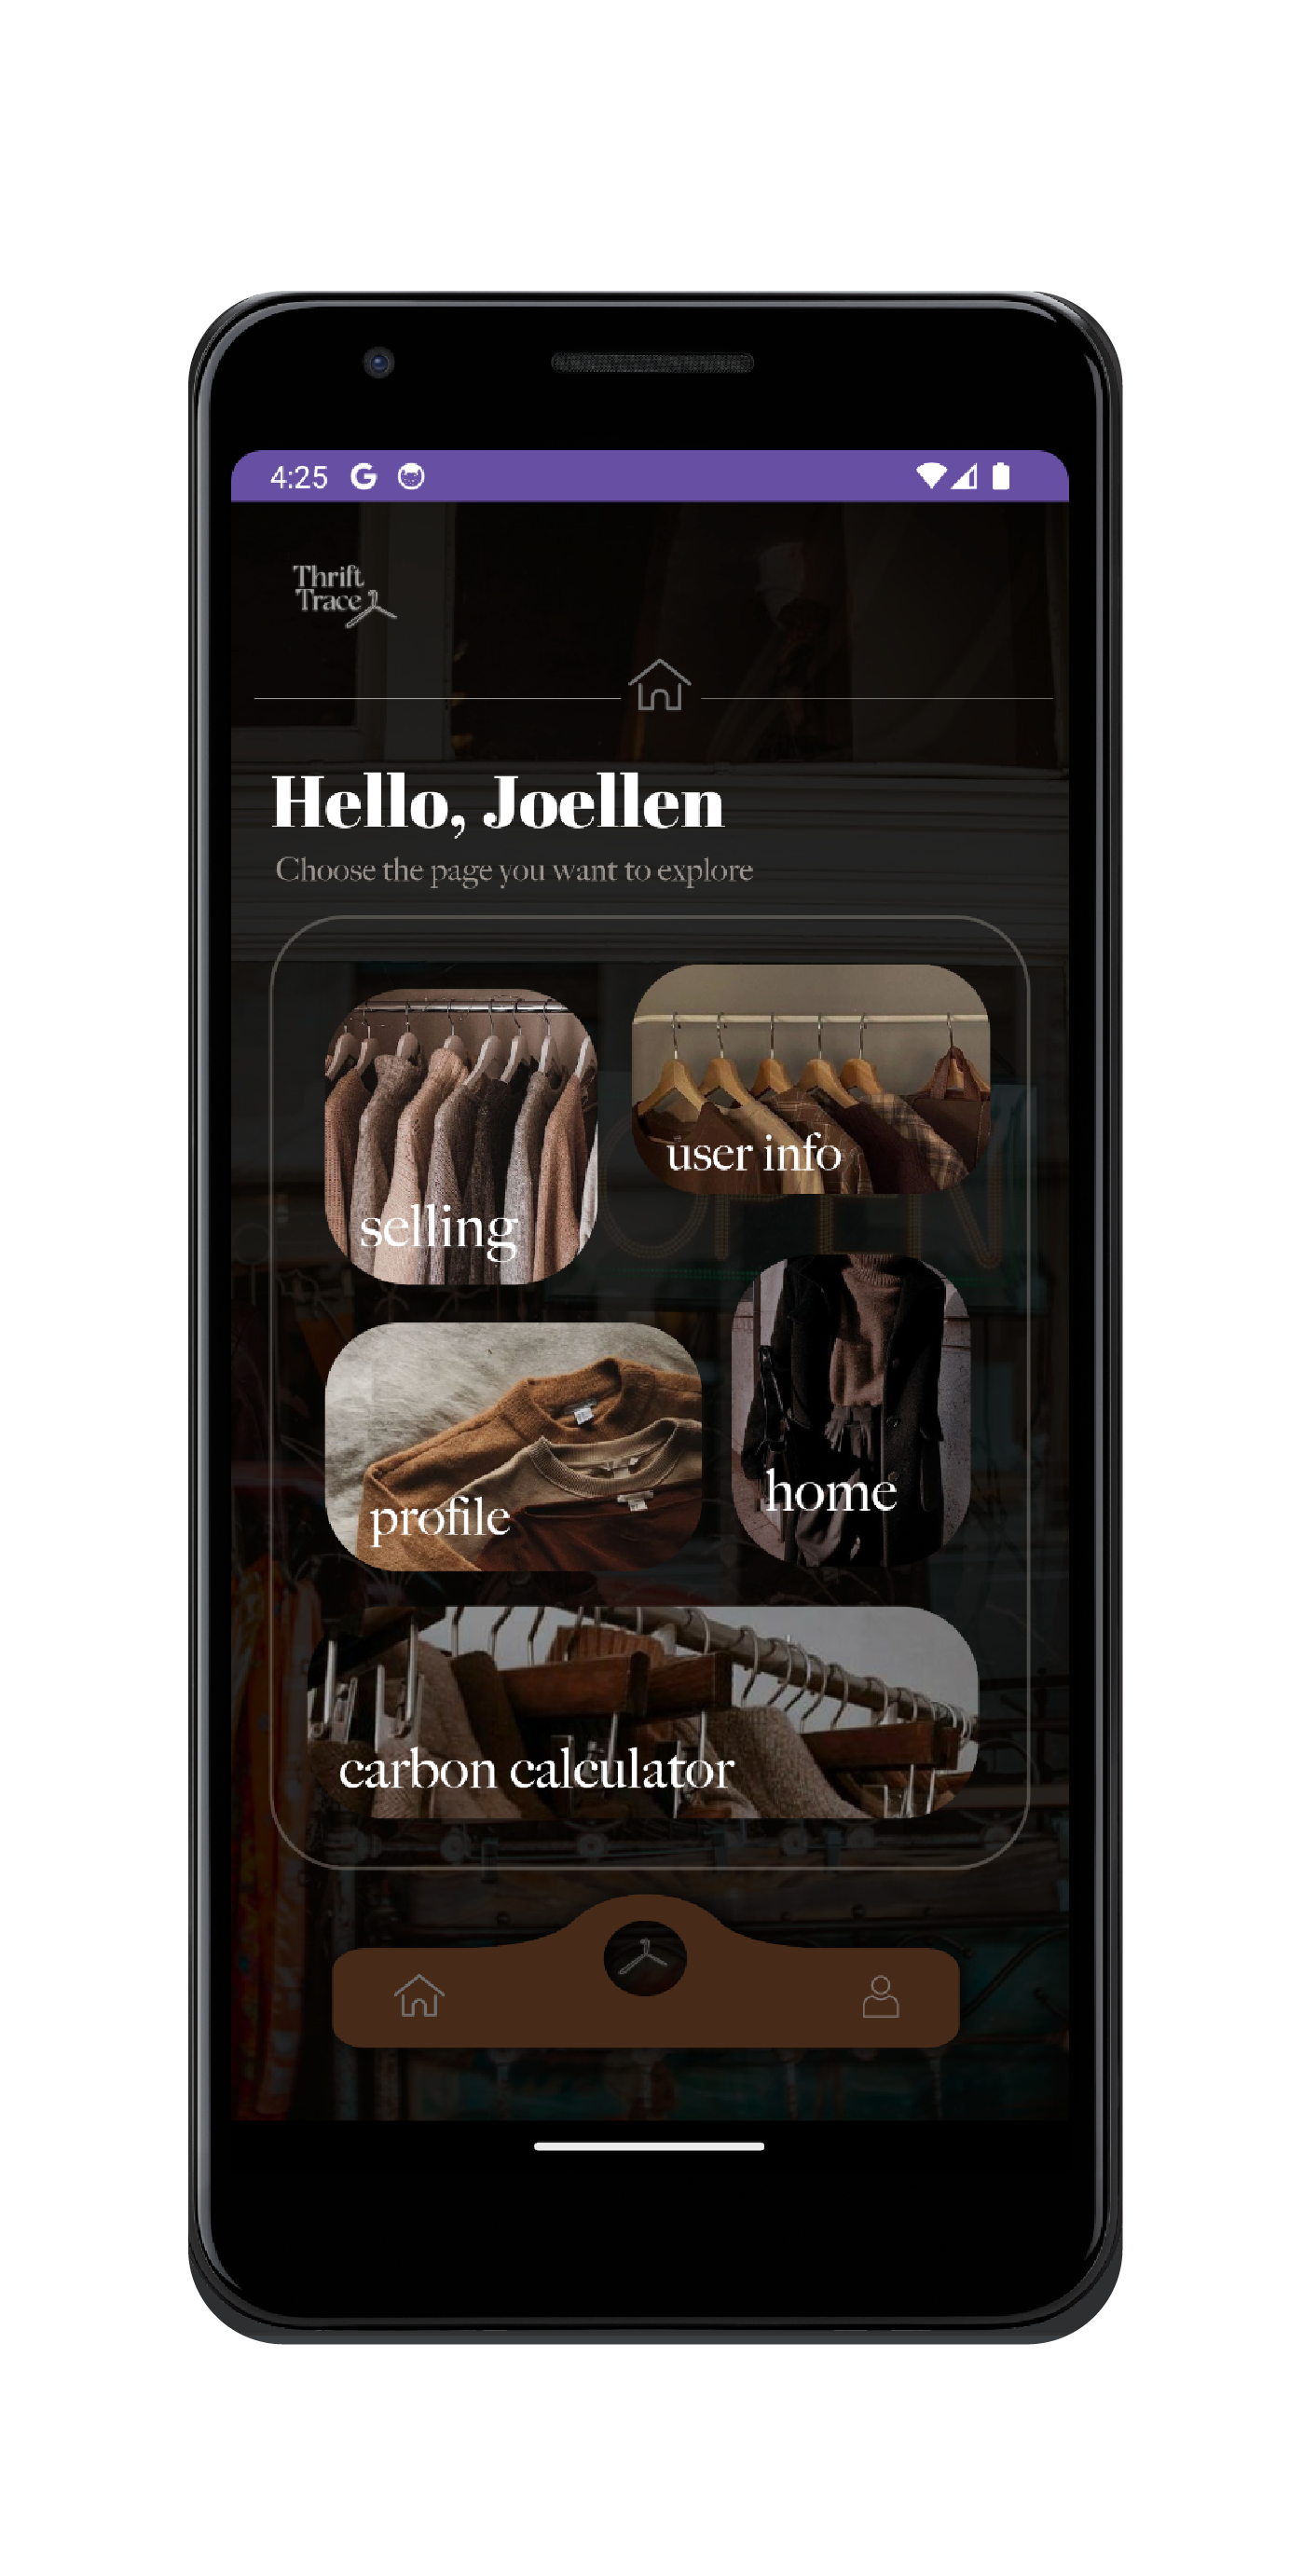 4:25
Thrift
Trace
Hello, Joellen
Choose the page you want to explore
selling
user info
OPEN
profile
home
carbon calculator